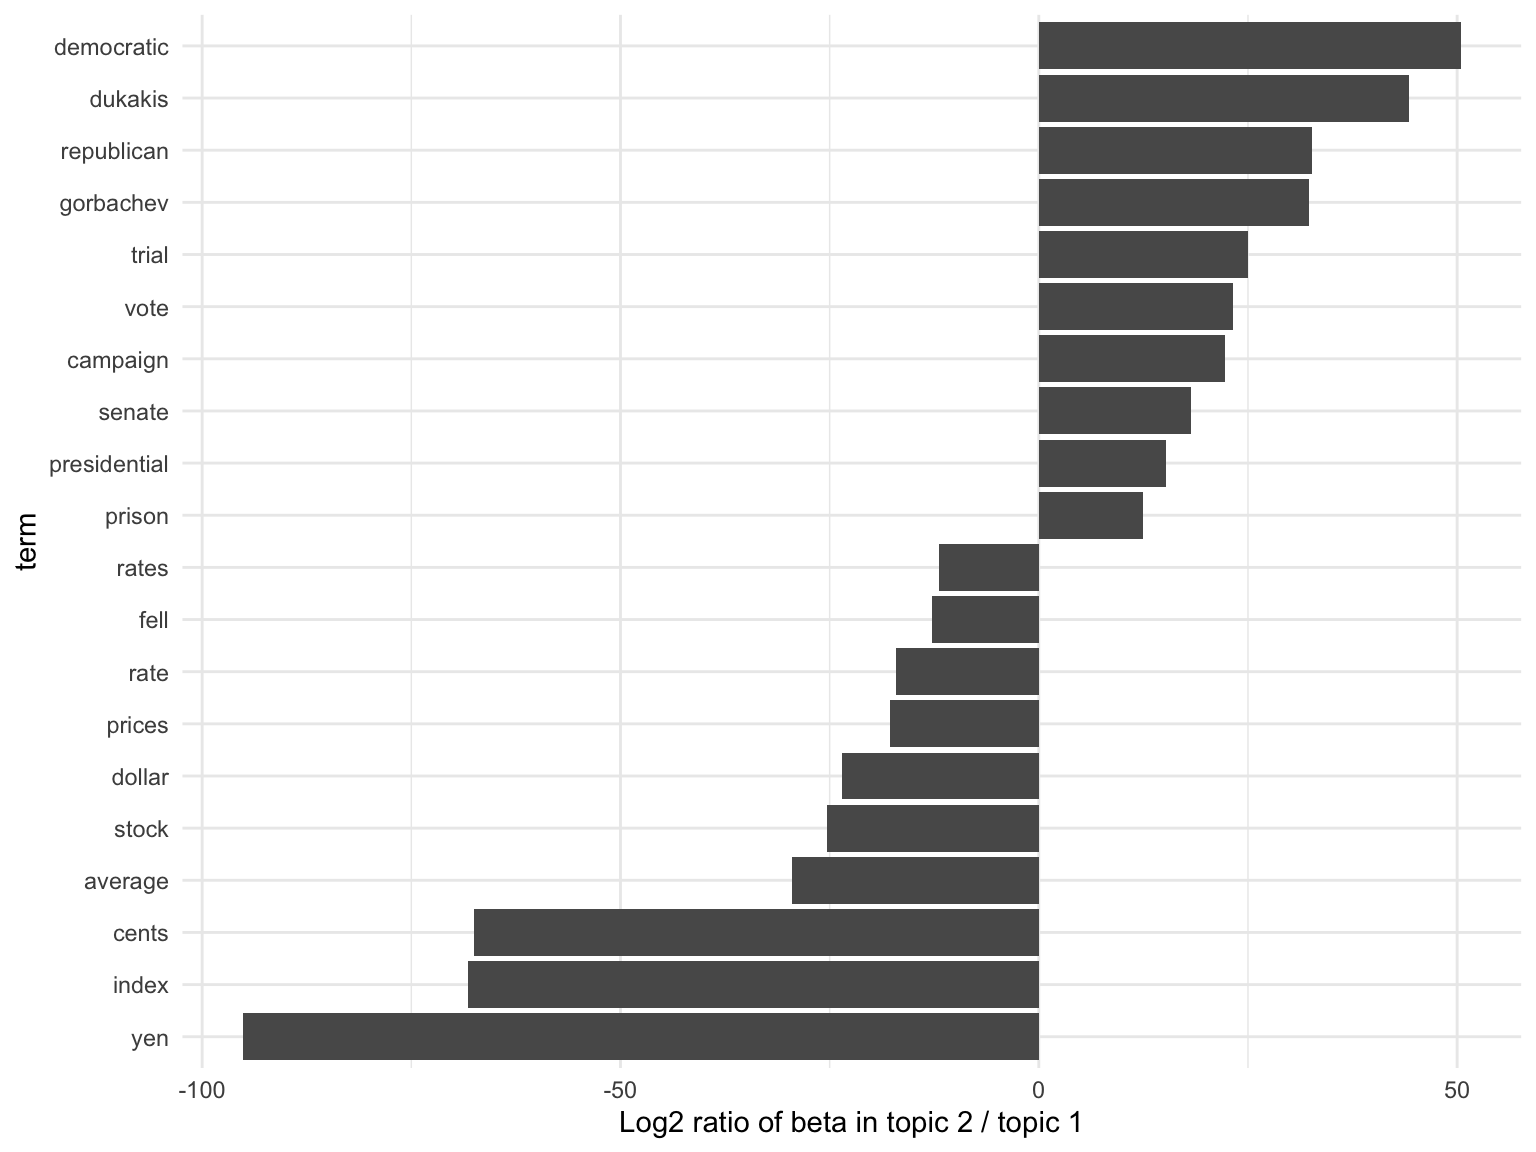 democratic
dukakis
republican
gorbachev
trial
vote
campaign
senate
presidential
prison
rates
fell
rate
prices
dollar
stock
average
cents
index
yen
term
-100 -50 0 50
Log2 ratio of beta in topic 2 / topic 1